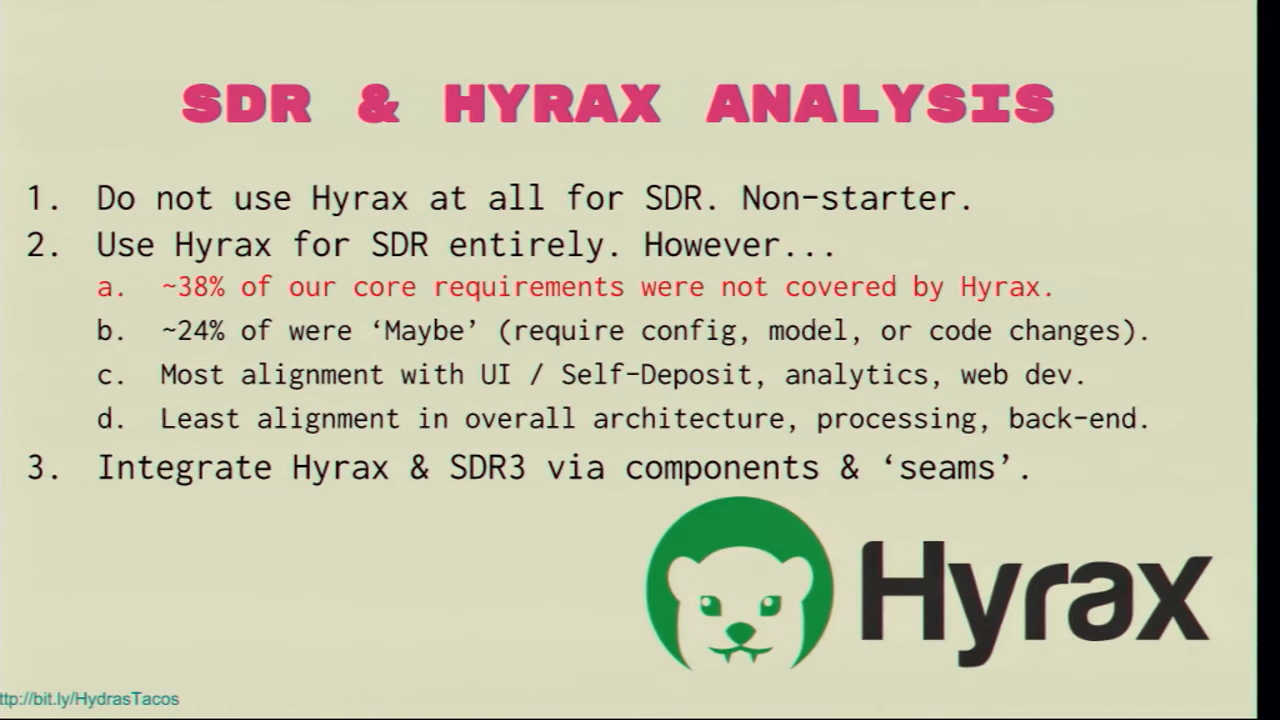 SDR & HYRAX ANALYSIS
1. Do not use Hyrax at all for SDR. Non-starter.
2. Use Hyrax for SDR entirely. However...
a. ~38% of our core requirements were not covered by Hyrax.
b. ~24% of were ‘Maybe’ (require config, model, or code changes).
c. Most alignment with UI / Self-Deposit, analytics, web dev.
d. Least alignment in overall architecture, processing, back-end.
3. Integrate Hyrax & SDR3 via components & ‘seams’.
Hyrax
ttp://bit.ly/HydrasTacos